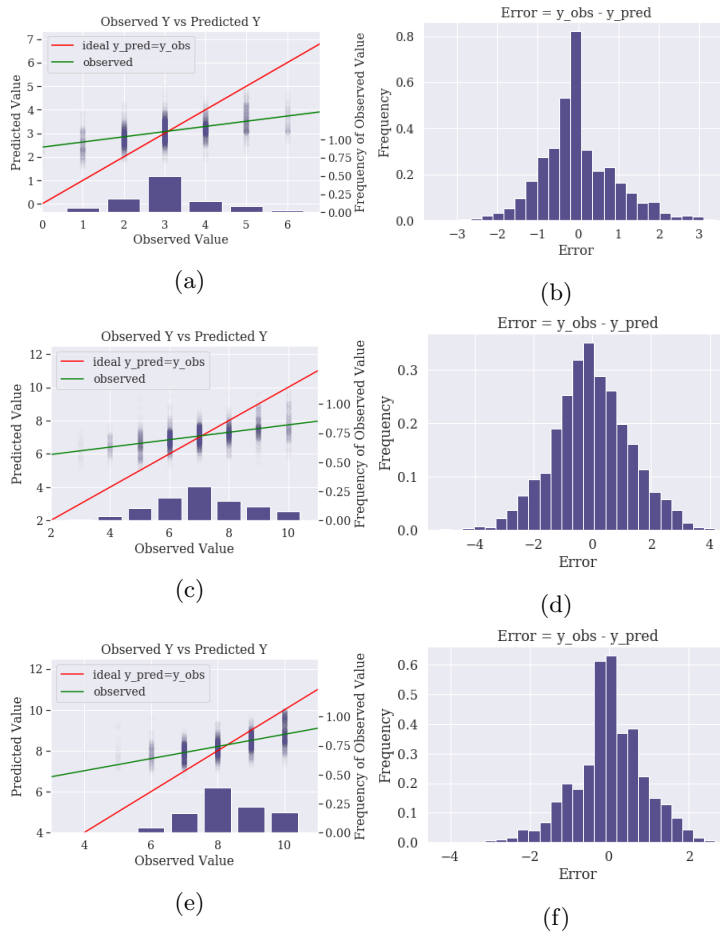 Observed Y vs Predicted Y
ideal y_pred=y_obs
observed
Predicted Value
7
6
5
4
3
2
1
0
1.00
0.75
0.50
0.25
0.00
Frequency of Observed Value
0 1 2 3 4 5 6
Observed Value
(a)
Error = y_obs - y_pred
Frequency
0.8
0.6
0.4
0.2
0.0
−3 −2 −1 0 1 2 3
Error
(b)
Observed Y vs Predicted Y
ideal y_pred=y_obs
observed
Predicted Value
12
10
8
6
4
2
1.00
0.75
0.50
0.25
0.00
Frequency of Observed Value
2 4 6 8 10
Observed Value
(c)
Error = y_obs - y_pred
Frequency
0.3
0.2
0.1
0.0
−4 −2 0 2 4
Error
(d)
Observed Y vs Predicted Y
ideal y_pred=y_obs
observed
Predicted Value
12
10
8
6
4
1.00
0.75
0.50
0.25
0.00
Frequency of Observed Value
4 6 8 10
Observed Value
(e)
Error = y_obs - y_pred
Frequency
0.6
0.5
0.4
0.3
0.2
0.1
0.0
−4 −2 0 2
Error
(f)